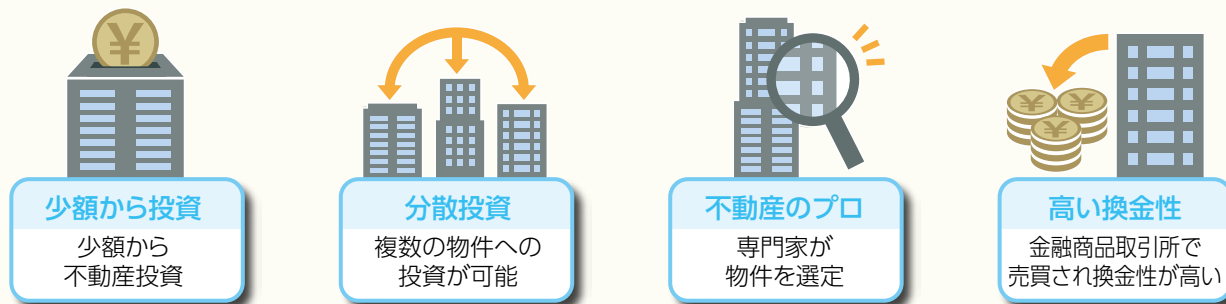 少額から投資
少額から
不動産投資
分散投資
複数の物件への
投資が可能
不動産のプロ
専門家が
物件を選定
高い換金性
金融商品取引所で
売買され換金性が高い